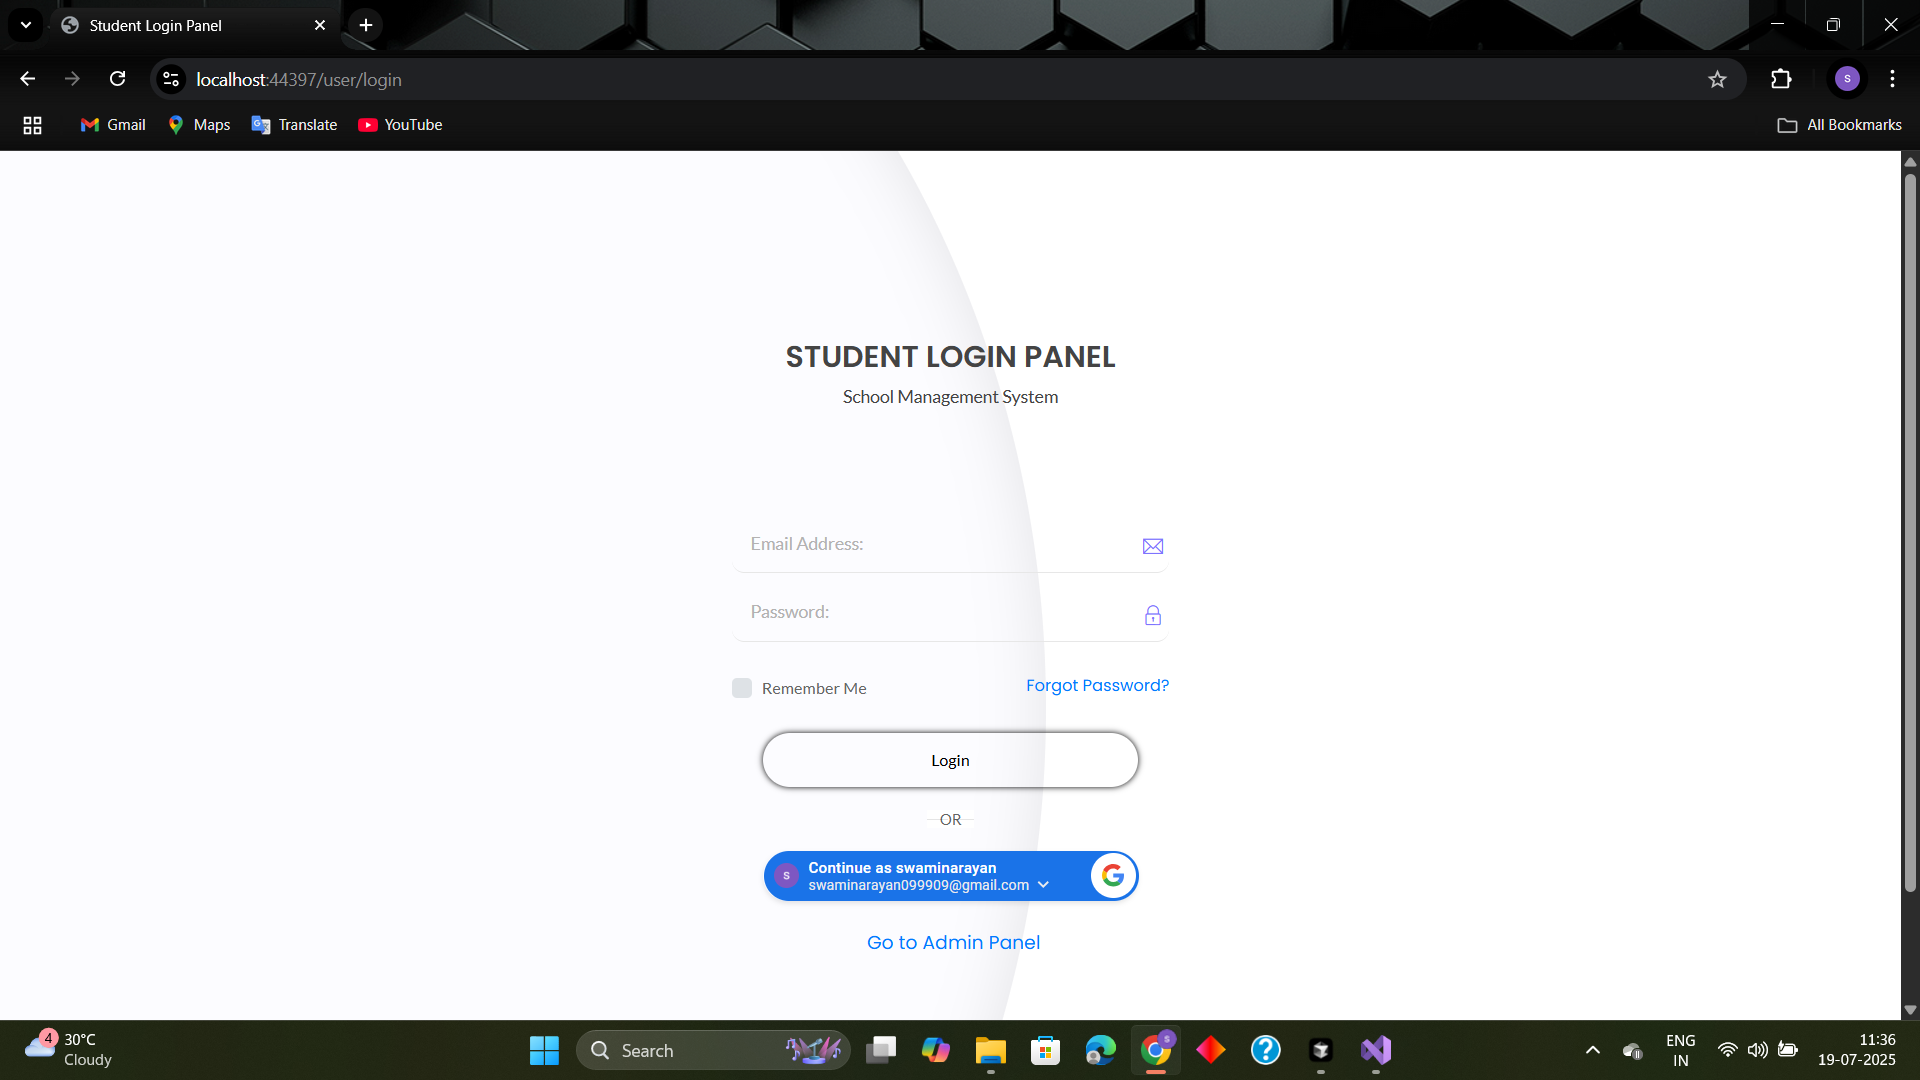 Student Login Panel
localhost:44397/user/login
S
Gmail
Maps
Translate
YouTube
All Bookmarks
STUDENT LOGIN PANEL
School Management System
Email Address:
Password:
Remember Me
Forgot Password?
Login
OR
S
Continue as swaminarayan
swaminarayan099909@gmail.com
G
Go to Admin Panel
4
30°C
Cloudy
Search
S
ENG
IN
11:36
19-07-2025